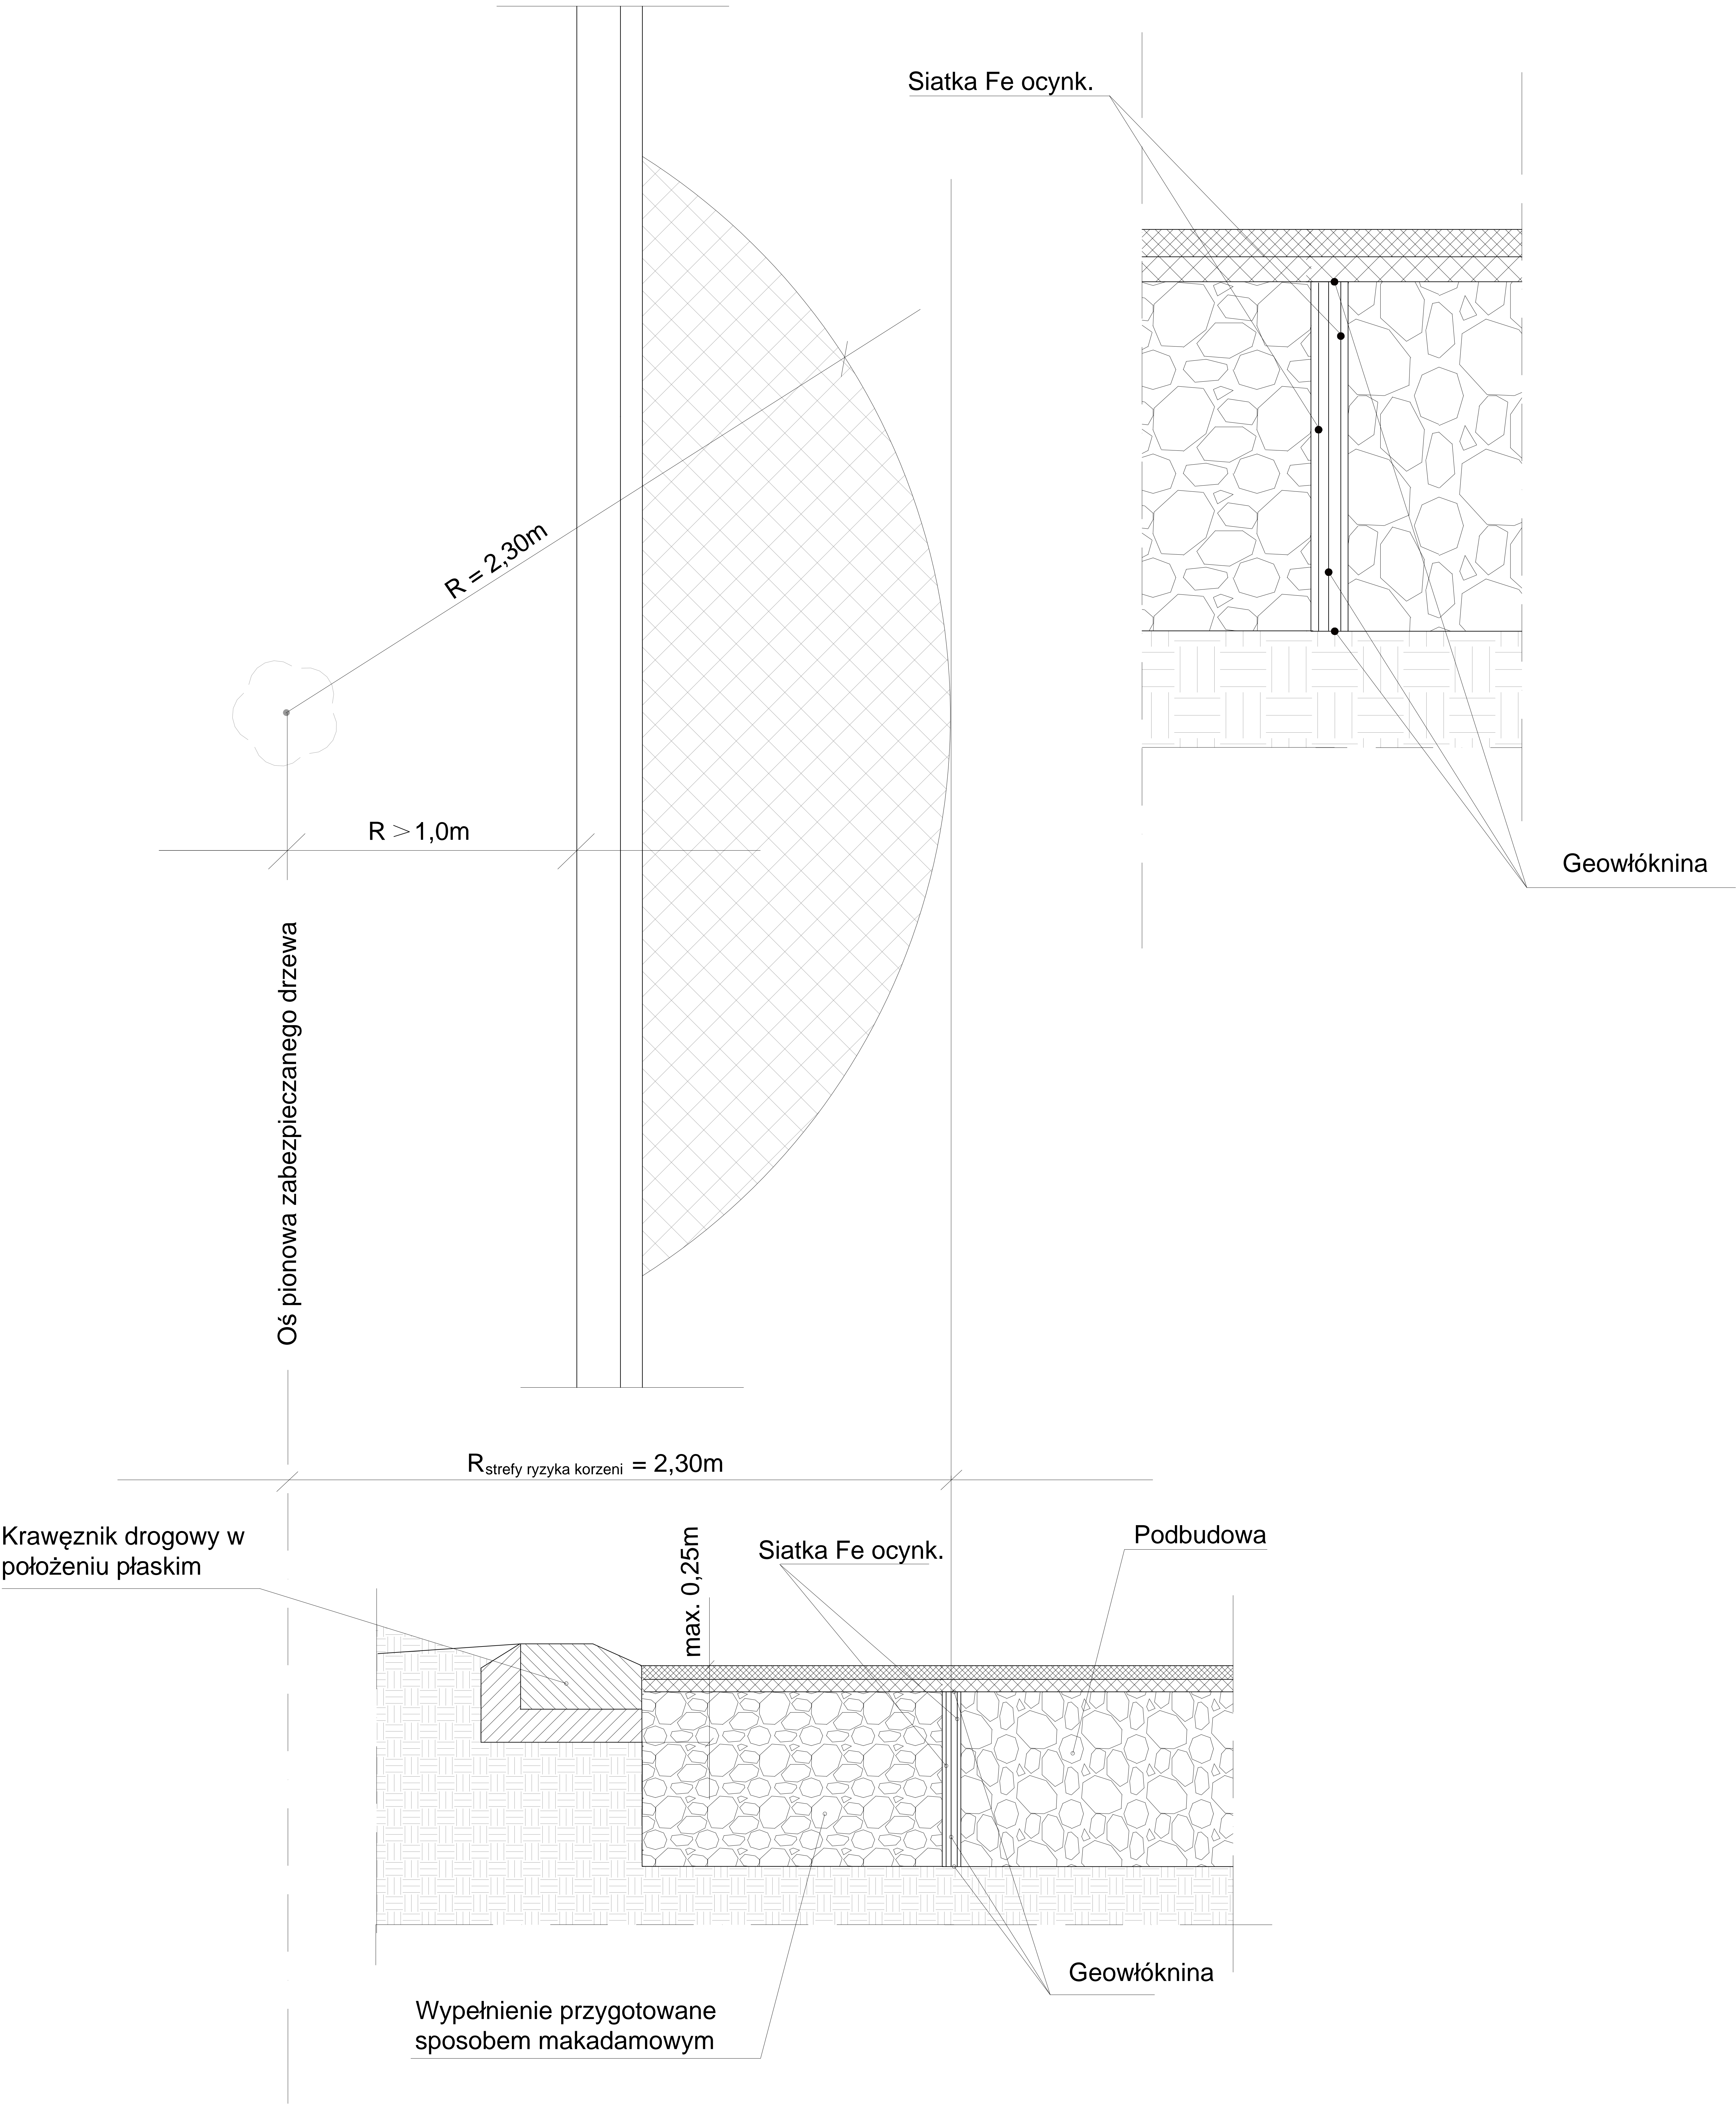 Siatka Fe ocynk.
R = 2,30m
R > 1,0m
Geowłóknina
Oś pionowa zabezpieczanego drzewa
Rstrefy ryzyka korzeni = 2,30m
Krawęznik drogowy w
położeniu płaskim
max. 0,25m
Siatka Fe ocynk.
Podbudowa
Geowłóknina
Wypełnienie przygotowane
sposobem makadamowym